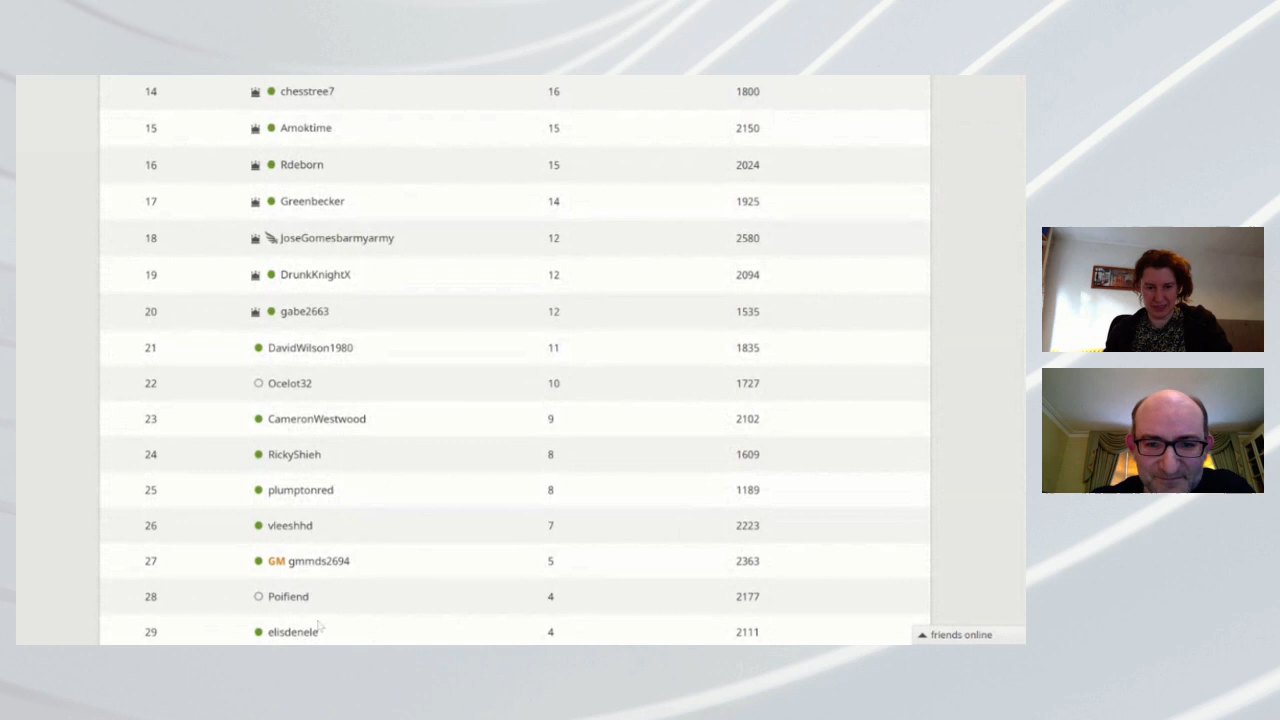 14 chesstree7 16 1800
15 Arnoktime 15 2150
16 Rdeborn 15 2024
17 Greenbecker 14 1925
18 JoseGomesbarmyarmy 12 2580
19 DrunkKnightX 12 2094
20 gabe2663 12 1535
21 DavidWilson1980 11 1835
22 Ocelot32 10 1727
23 CameronWestwood 9 2102
24 RickyShieh 8 1609
25 plumptonred 8 1189
26 vleeshhd 7 2223
27 GM gmmds2694 5 2363
28 Poifiend 4 2177
29 elisdenele 4 2111
friends online